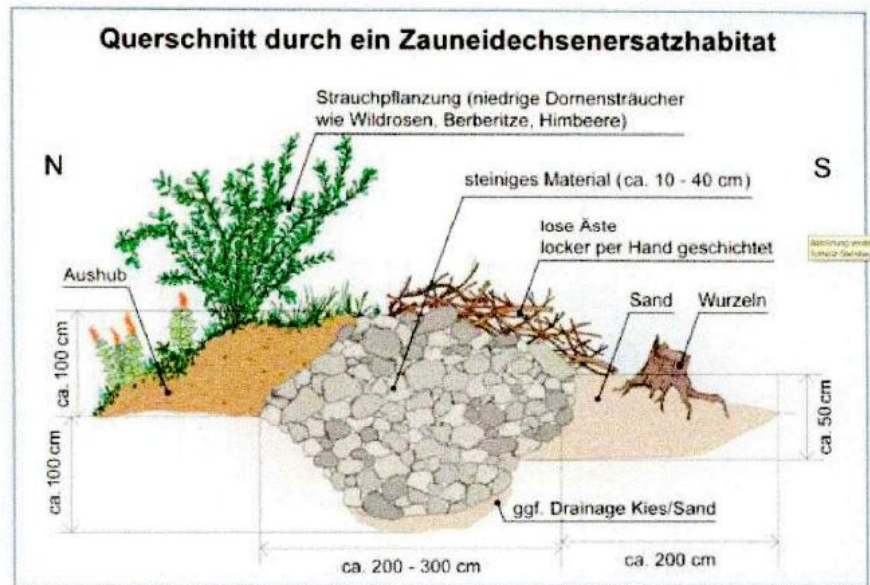 Querschnitt durch ein Zauneidechsenersatzhabitat
Strauchpflanzung (niedrige Dornensträucher
wie Wildrosen, Berberitze, Himbeere)
N
S
steiniges Material (ca. 10 - 40 cm)
lose Äste
locker per Hand geschichtet
Aushub
Sand
Wurzeln
ca. 100 cm
ca. 50 cm
ca. 100 cm
ggf. Drainage Kies/Sand
ca. 200 - 300 cm
ca. 200 cm